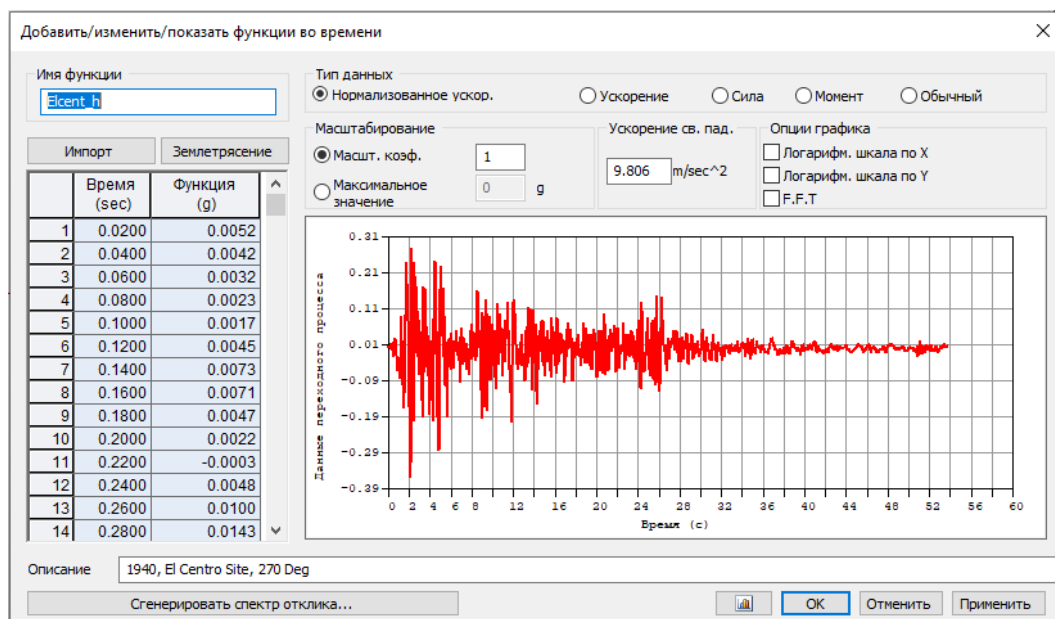 Добавить/изменить/показать функции во времени
Имя функции
Elcent_h
Импорт
Землетрясение
Время (sec) Функция (g)
1 0.0200 0.0052
2 0.0400 0.0042
3 0.0600 0.0032
4 0.0800 0.0023
5 0.1000 0.0017
6 0.1200 0.0045
7 0.1400 0.0073
8 0.1600 0.0071
9 0.1800 0.0047
10 0.2000 0.0022
11 0.2200 -0.0003
12 0.2400 0.0048
13 0.2600 0.0100
14 0.2800 0.0143
Тип данных
Нормализованное ускор. Ускорение Сила Момент Обычный
Масштабирование
Масшт. коэф. 1
Максимальное значение 0 g
Ускорение св. пад.
9.806 m/sec^2
Опции графика
Логарифм. шкала по X
Логарифм. шкала по Y
F.F.T
Данные переходного процесса
0.31
0.21
0.11
0.01
-0.09
-0.19
-0.29
-0.39
0 2 4 6 8 12 16 20 24 28 32 36 40 44 48 52 56 60
Время (с)
Описание 1940, El Centro Site, 270 Deg
Сгенерировать спектр отклика...
OK Отменить Применить